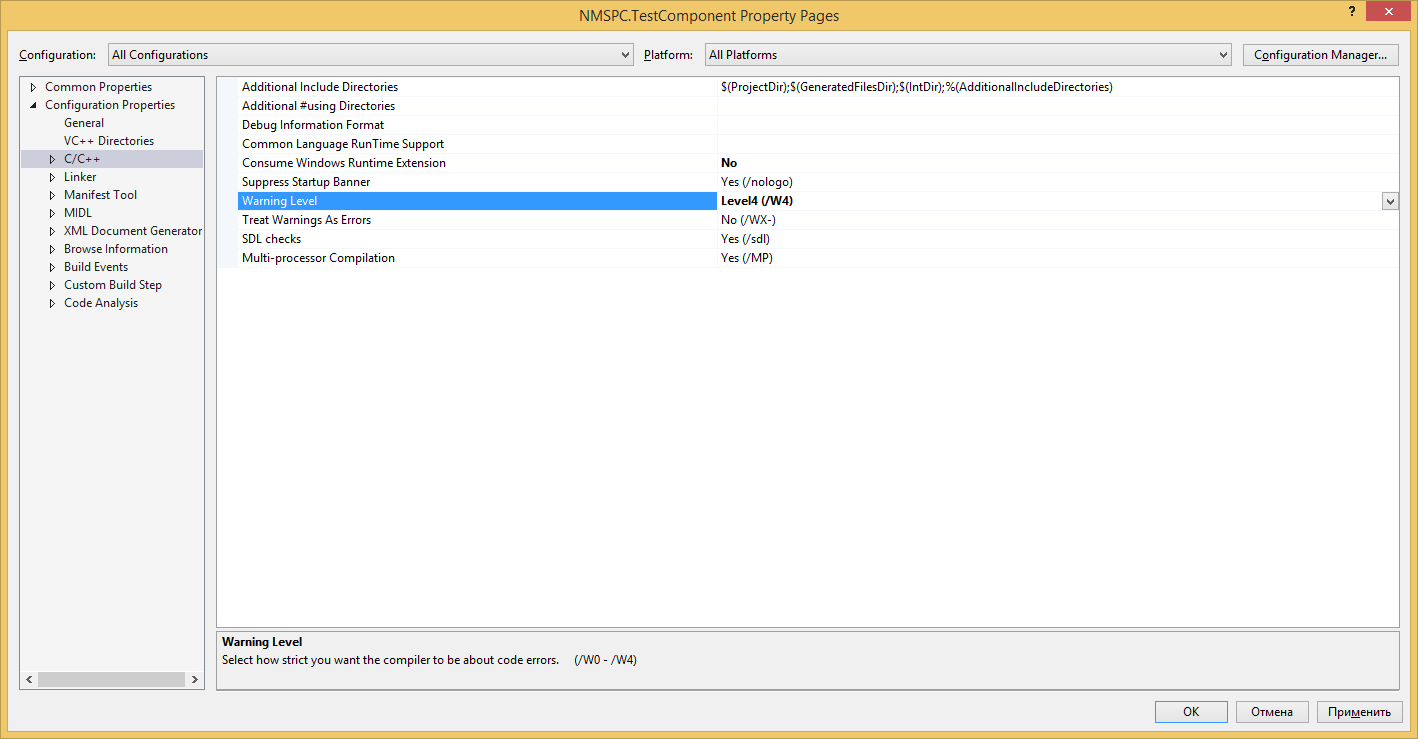 NMSPC.TestComponent Property Pages
?
Configuration: All Configurations Platform: All Platforms Configuration Manager...
Common Properties
Configuration Properties
General
VC++ Directories
C/C++
Linker
Manifest Tool
MIDL
XML Document Generator
Browse Information
Build Events
Custom Build Step
Code Analysis
Additional Include Directories $(ProjectDir);$(GeneratedFilesDir);$(IntDir);%(AdditionalIncludeDirectories)
Additional #using Directories
Debug Information Format
Common Language RunTime Support
Consume Windows Runtime Extension No
Suppress Startup Banner Yes (/nologo)
Warning Level Level4 (/W4)
Treat Warnings As Errors No (/WX-)
SDL checks Yes (/sdl)
Multi-processor Compilation Yes (/MP)
Warning Level
Select how strict you want the compiler to be about code errors. (/W0 - /W4)
OK Отмена Применить